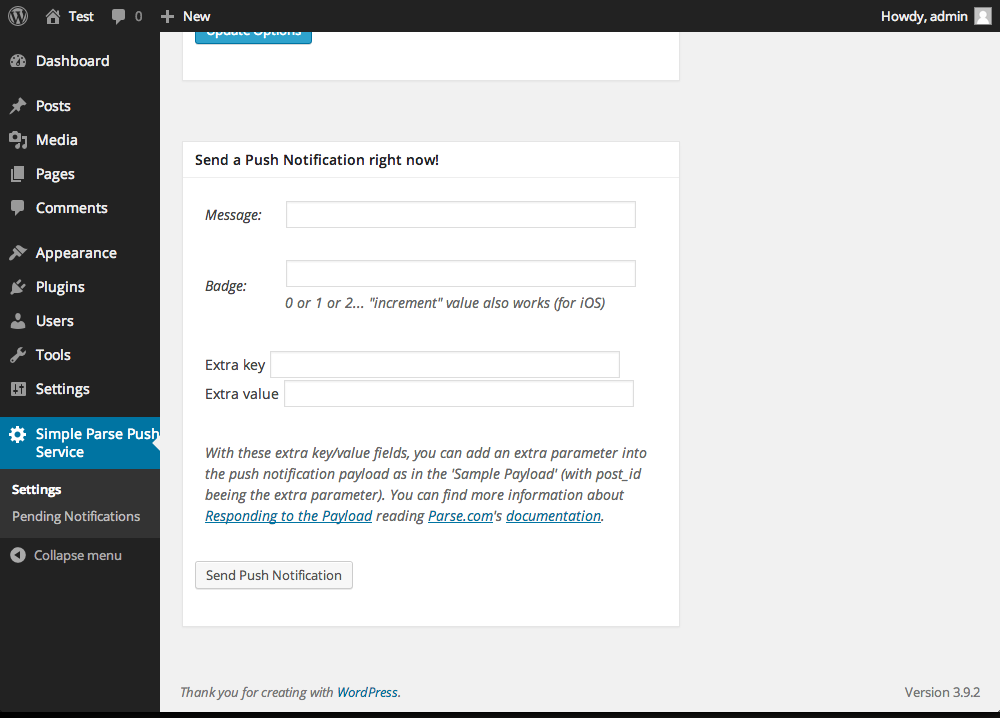 Test 0 New Howdy, admin
Update Options
Dashboard
Posts
Media
Pages
Comments
Appearance
Plugins
Users
Tools
Settings
Simple Parse Push
Service
Settings
Pending Notifications
Collapse menu
Send a Push Notification right now!
Message:
Badge:
0 or 1 or 2... "increment" value also works (for iOS)
Extra key
Extra value
With these extra key/value fields, you can add an extra parameter into
the push notification payload as in the 'Sample Payload' (with post_id
beeing the extra parameter). You can find more information about
Responding to the Payload reading Parse.com's documentation.
Send Push Notification
Thank you for creating with WordPress.
Version 3.9.2